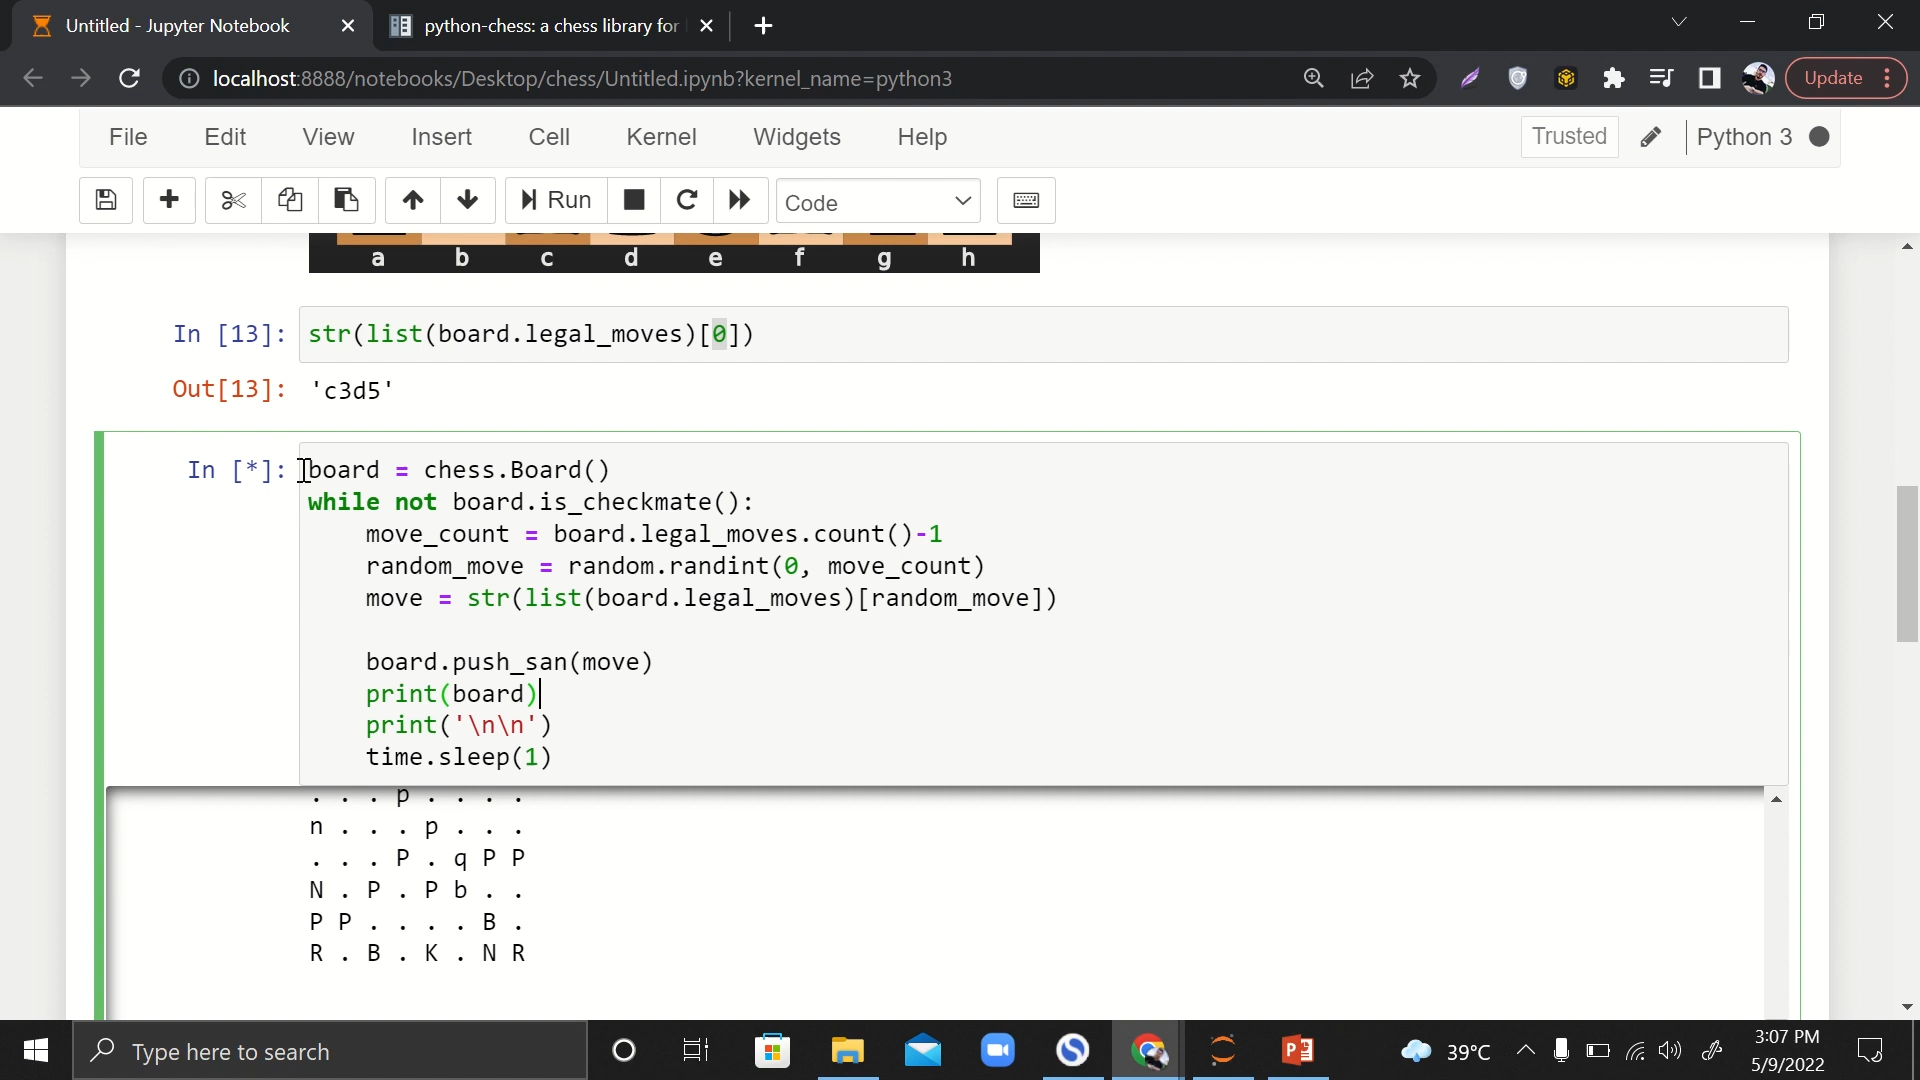 Untitled - Jupyter Notebook
python-chess: a chess library for
localhost:8888/notebooks/Desktop/chess/Untitled.ipynb?kernel_name=python3
Update
File Edit View Insert Cell Kernel Widgets Help
Trusted
Python 3
Run
Code
a b c d e f g h
In [13]: str(list(board.legal_moves)[0])
Out[13]: 'c3d5'
In [*]: board = chess.Board()
while not board.is_checkmate():
move_count = board.legal_moves.count()-1
random_move = random.randint(0, move_count)
move = str(list(board.legal_moves)[random_move])
board.push_san(move)
print(board)
print('\n\n')
time.sleep(1)
. . . p . . . .
n . . . p . . .
. . . P . q P P
N . P . P b . .
P P . . . . B .
R . B . K . N R
Type here to search
39°C
3:07 PM
5/9/2022